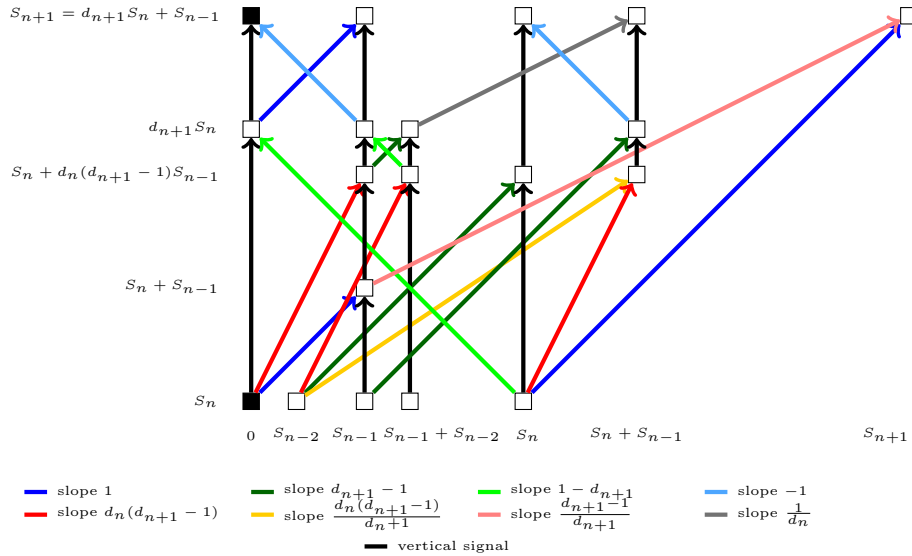 S_{n+1} = d_{n+1}S_n + S_{n-1}
d_{n+1}S_n
S_n + d_n(d_{n+1} - 1)S_{n-1}
S_n + S_{n-1}
S_n
0 S_{n-2} S_{n-1} S_{n-1} + S_{n-2} S_n S_n + S_{n-1} S_{n+1}
slope 1 slope d_{n+1} - 1 slope 1 - d_{n+1} slope -1
slope d_n(d_{n+1} - 1) slope \frac{d_n(d_{n+1}-1)}{d_{n+1}} slope \frac{d_{n+1}-1}{d_{n+1}} slope \frac{1}{d_n}
vertical signal